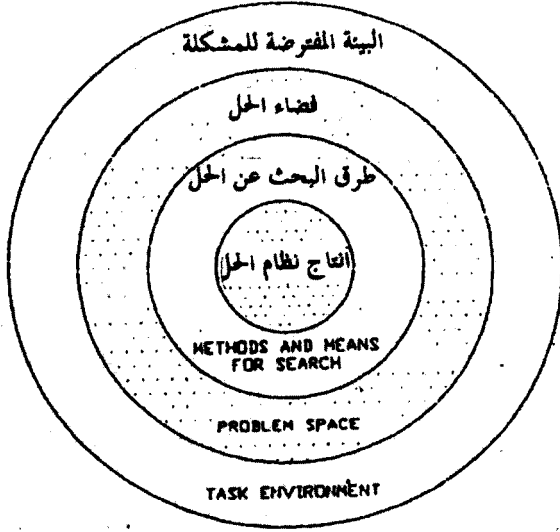 البيئة المفترضة للمشكلة
فضاء الحل
طرق البحث عن الحل
انتاج نظام الحل
METHODS AND MEANS
FOR SEARCH
PROBLEM SPACE
TASK ENVIRONMENT